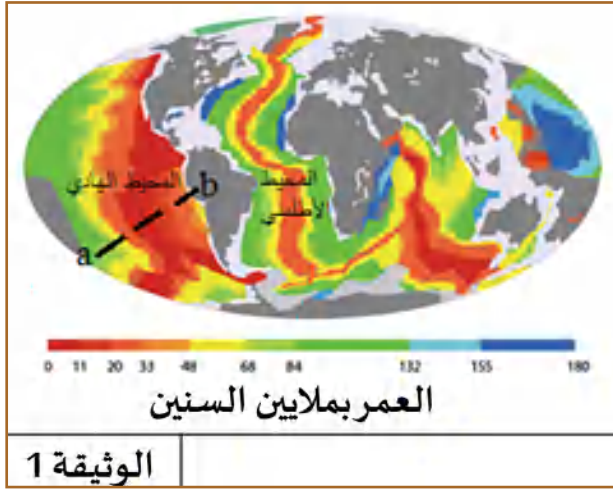 المحيط الهادي
b
المحيط
الأطلسي
a
0 11 20 33 48 68 84 132 155 180
العمر بملايين السنين
الوثيقة 1